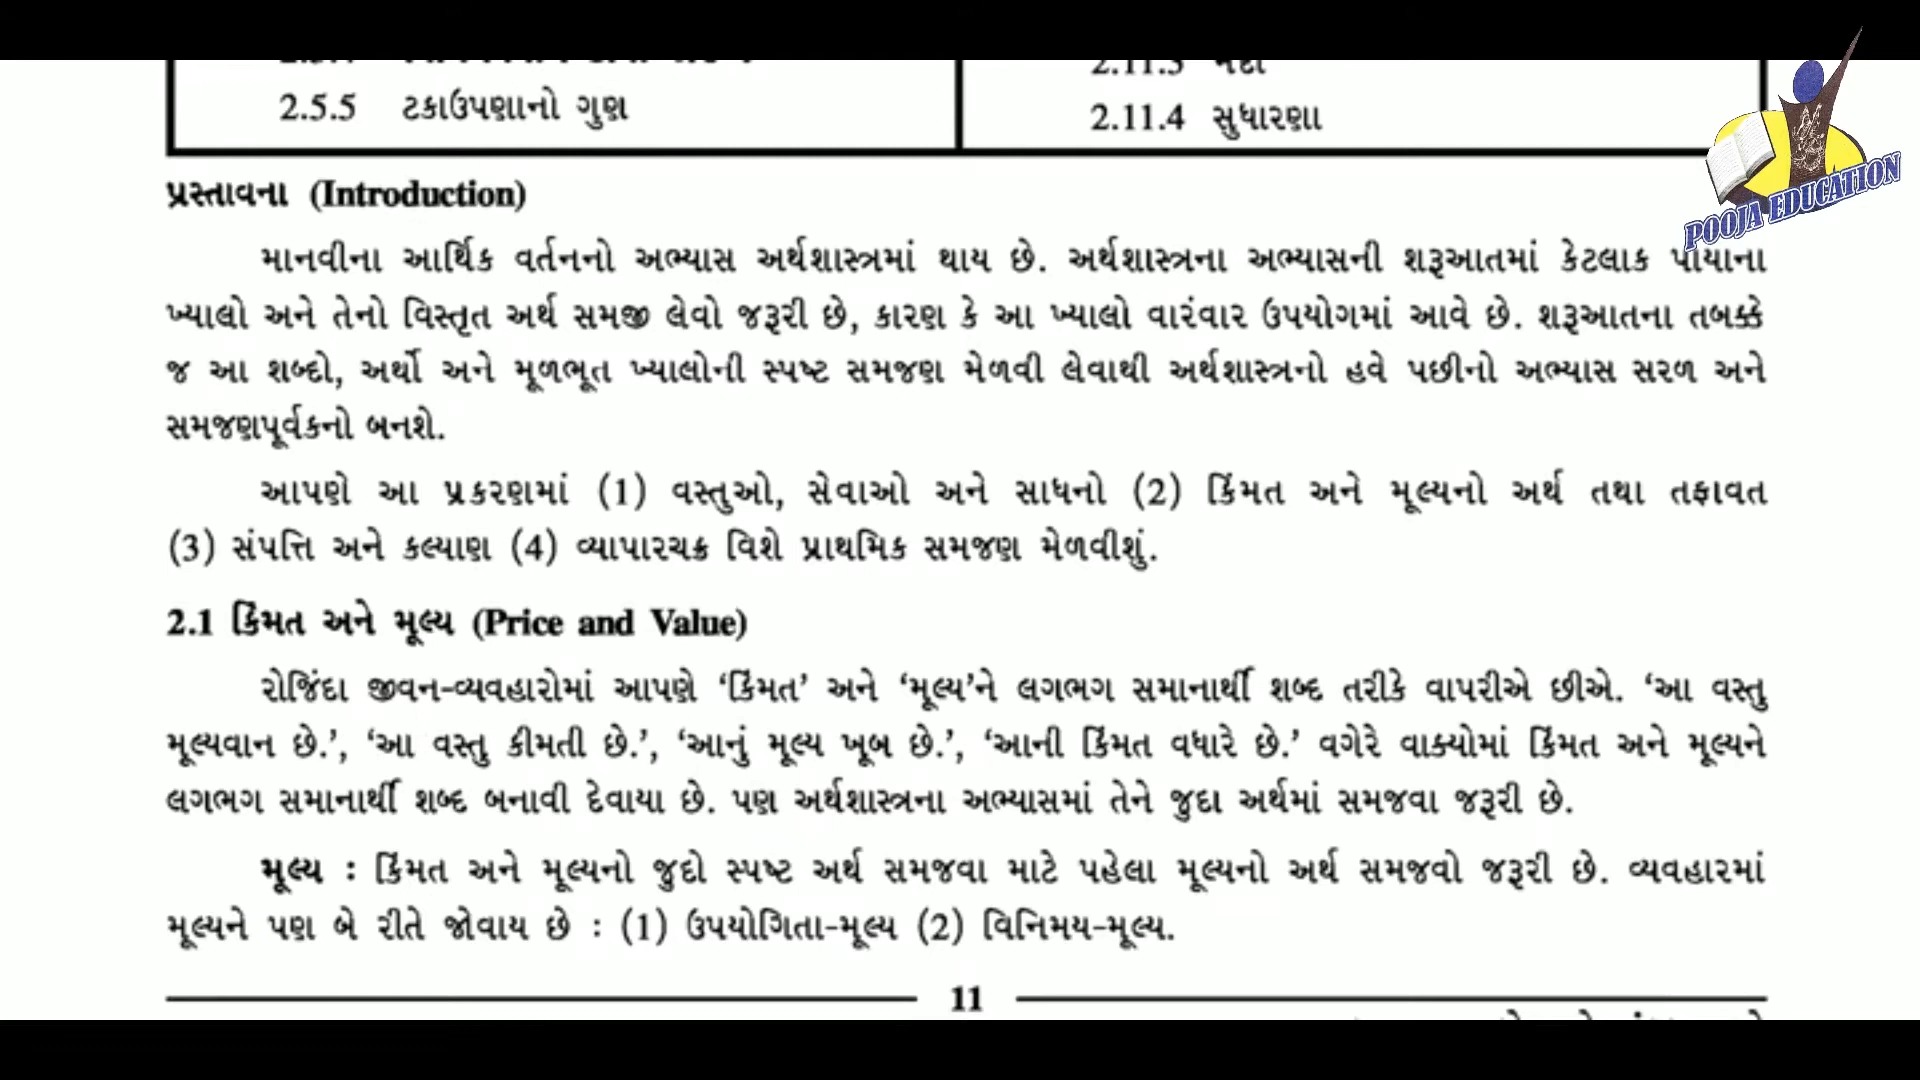 2.11.3 મંદી
2.5.5 ટકાઉપણાનો ગુણ
2.11.4 સુધારણા
POOJA EDUCATION
પ્રસ્તાવના (Introduction)
માનવીના આર્થિક વર્તનનો અભ્યાસ અર્થશાસ્ત્રમાં થાય છે. અર્થશાસ્ત્રના અભ્યાસની શરૂઆતમાં કેટલાક પાયાના
ખ્યાલો અને તેનો વિસ્તૃત અર્થ સમજી લેવો જરૂરી છે, કારણ કે આ ખ્યાલો વારંવાર ઉપયોગમાં આવે છે. શરૂઆતના તબક્કે
જ આ શબ્દો, અર્થો અને મૂળભૂત ખ્યાલોની સ્પષ્ટ સમજણ મેળવી લેવાથી અર્થશાસ્ત્રનો હવે પછીનો અભ્યાસ સરળ અને
સમજણપૂર્વકનો બનશે.
આપણે આ પ્રકરણમાં (1) વસ્તુઓ, સેવાઓ અને સાધનો (2) કિંમત અને મૂલ્યનો અર્થ તથા તફાવત
(3) સંપત્તિ અને કલ્યાણ (4) વ્યાપારચક્ર વિશે પ્રાથમિક સમજણ મેળવીશું.
2.1 કિંમત અને મૂલ્ય (Price and Value)
રોજિંદા જીવન-વ્યવહારોમાં આપણે ‘કિંમત’ અને ‘મૂલ્ય’ને લગભગ સમાનાર્થી શબ્દ તરીકે વાપરીએ છીએ. ‘આ વસ્તુ
મૂલ્યવાન છે.’, ‘આ વસ્તુ કીમતી છે.’, ‘આનું મૂલ્ય ખૂબ છે.’, ‘આની કિંમત વધારે છે.’ વગેરે વાક્યોમાં કિંમત અને મૂલ્યને
લગભગ સમાનાર્થી શબ્દ બનાવી દેવાયા છે. પણ અર્થશાસ્ત્રના અભ્યાસમાં તેને જુદા અર્થમાં સમજવા જરૂરી છે.
મૂલ્ય : કિંમત અને મૂલ્યનો જુદો સ્પષ્ટ અર્થ સમજવા માટે પહેલા મૂલ્યનો અર્થ સમજવો જરૂરી છે. વ્યવહારમાં
મૂલ્યને પણ બે રીતે જોવાય છે : (1) ઉપયોગિતા-મૂલ્ય (2) વિનિમય-મૂલ્ય.
11